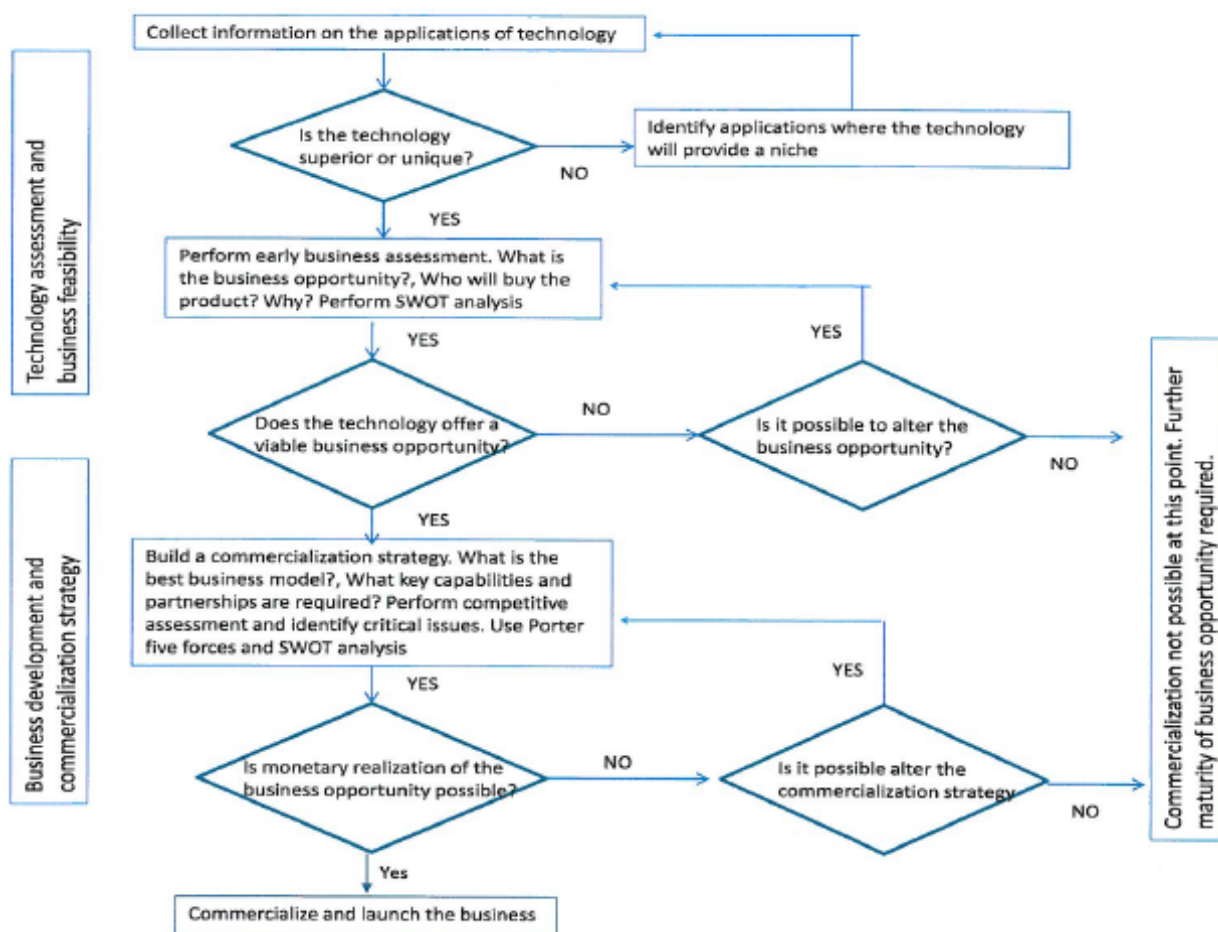 Collect information on the applications of technology
Is the technology
superior or unique?
NO
Identify applications where the technology
will provide a niche
YES
Perform early business assessment. What is
the business opportunity?, Who will buy the
product? Why? Perform SWOT analysis
YES
YES
Does the technology offer a
viable business opportunity?
NO
Is it possible to alter the
business opportunity?
NO
YES
Technology assessment and
business feasibility
Build a commercialization strategy. What is the
best business model?, What key capabilities and
partnerships are required? Perform competitive
assessment and identify critical issues. Use Porter
five forces and SWOT analysis
YES
YES
Is monetary realization of the
business opportunity possible?
NO
Is it possible alter the
commercialization strategy
NO
Yes
Commercialize and launch the business
Business development and
commercialization strategy
Commercialization not possible at this point. Further
maturity of business opportunity required.